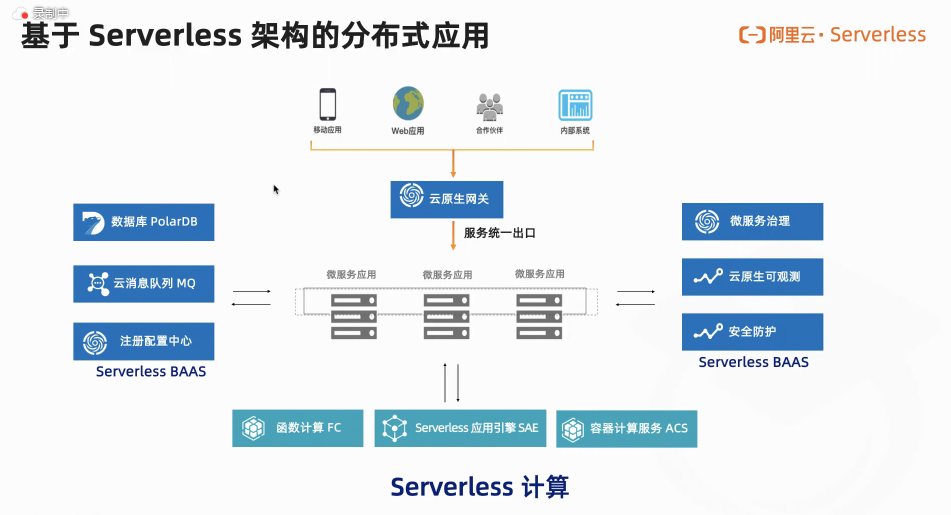 录制中
基于 Serverless 架构的分布式应用
阿里云·Serverless
移动应用
Web应用
合作伙伴
内部系统
云原生网关
服务统一出口
数据库 PolarDB
云消息队列 MQ
注册配置中心
Serverless BAAS
微服务应用
微服务应用
微服务应用
微服务治理
云原生可观测
安全防护
Serverless BAAS
函数计算 FC
Serverless 应用引擎 SAE
容器计算服务 ACS
Serverless 计算